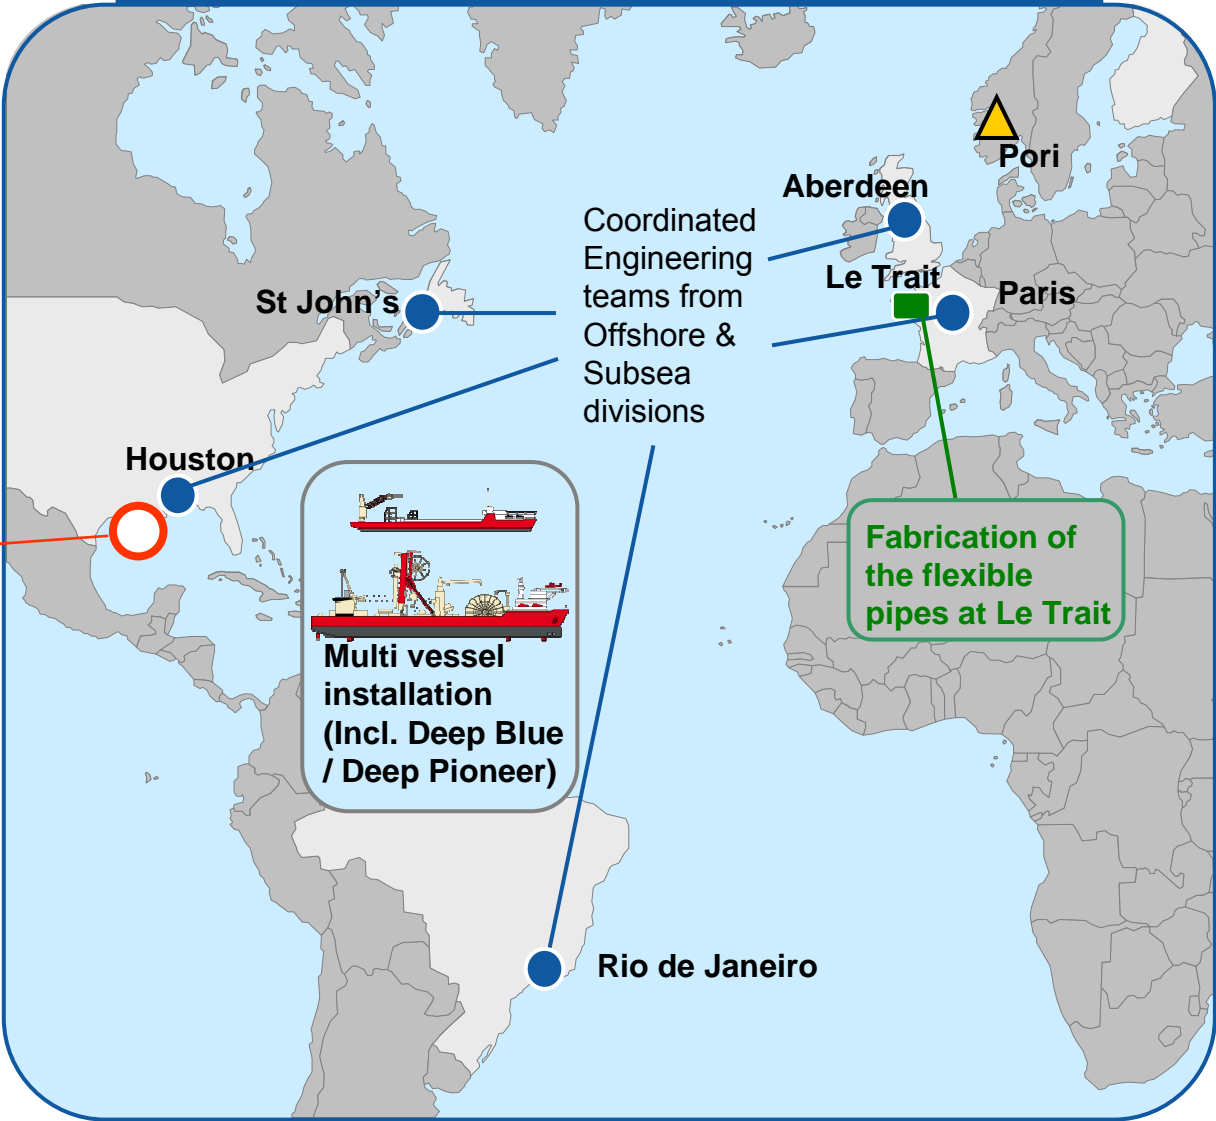 Pori
Aberdeen
Coordinated
Engineering
teams from
Offshore &
Subsea
divisions
Le Trait
Paris
St John’s
Houston
Fabrication of
the flexible
pipes at Le Trait
Multi vessel
installation
(Incl. Deep Blue
/ Deep Pioneer)
Rio de Janeiro